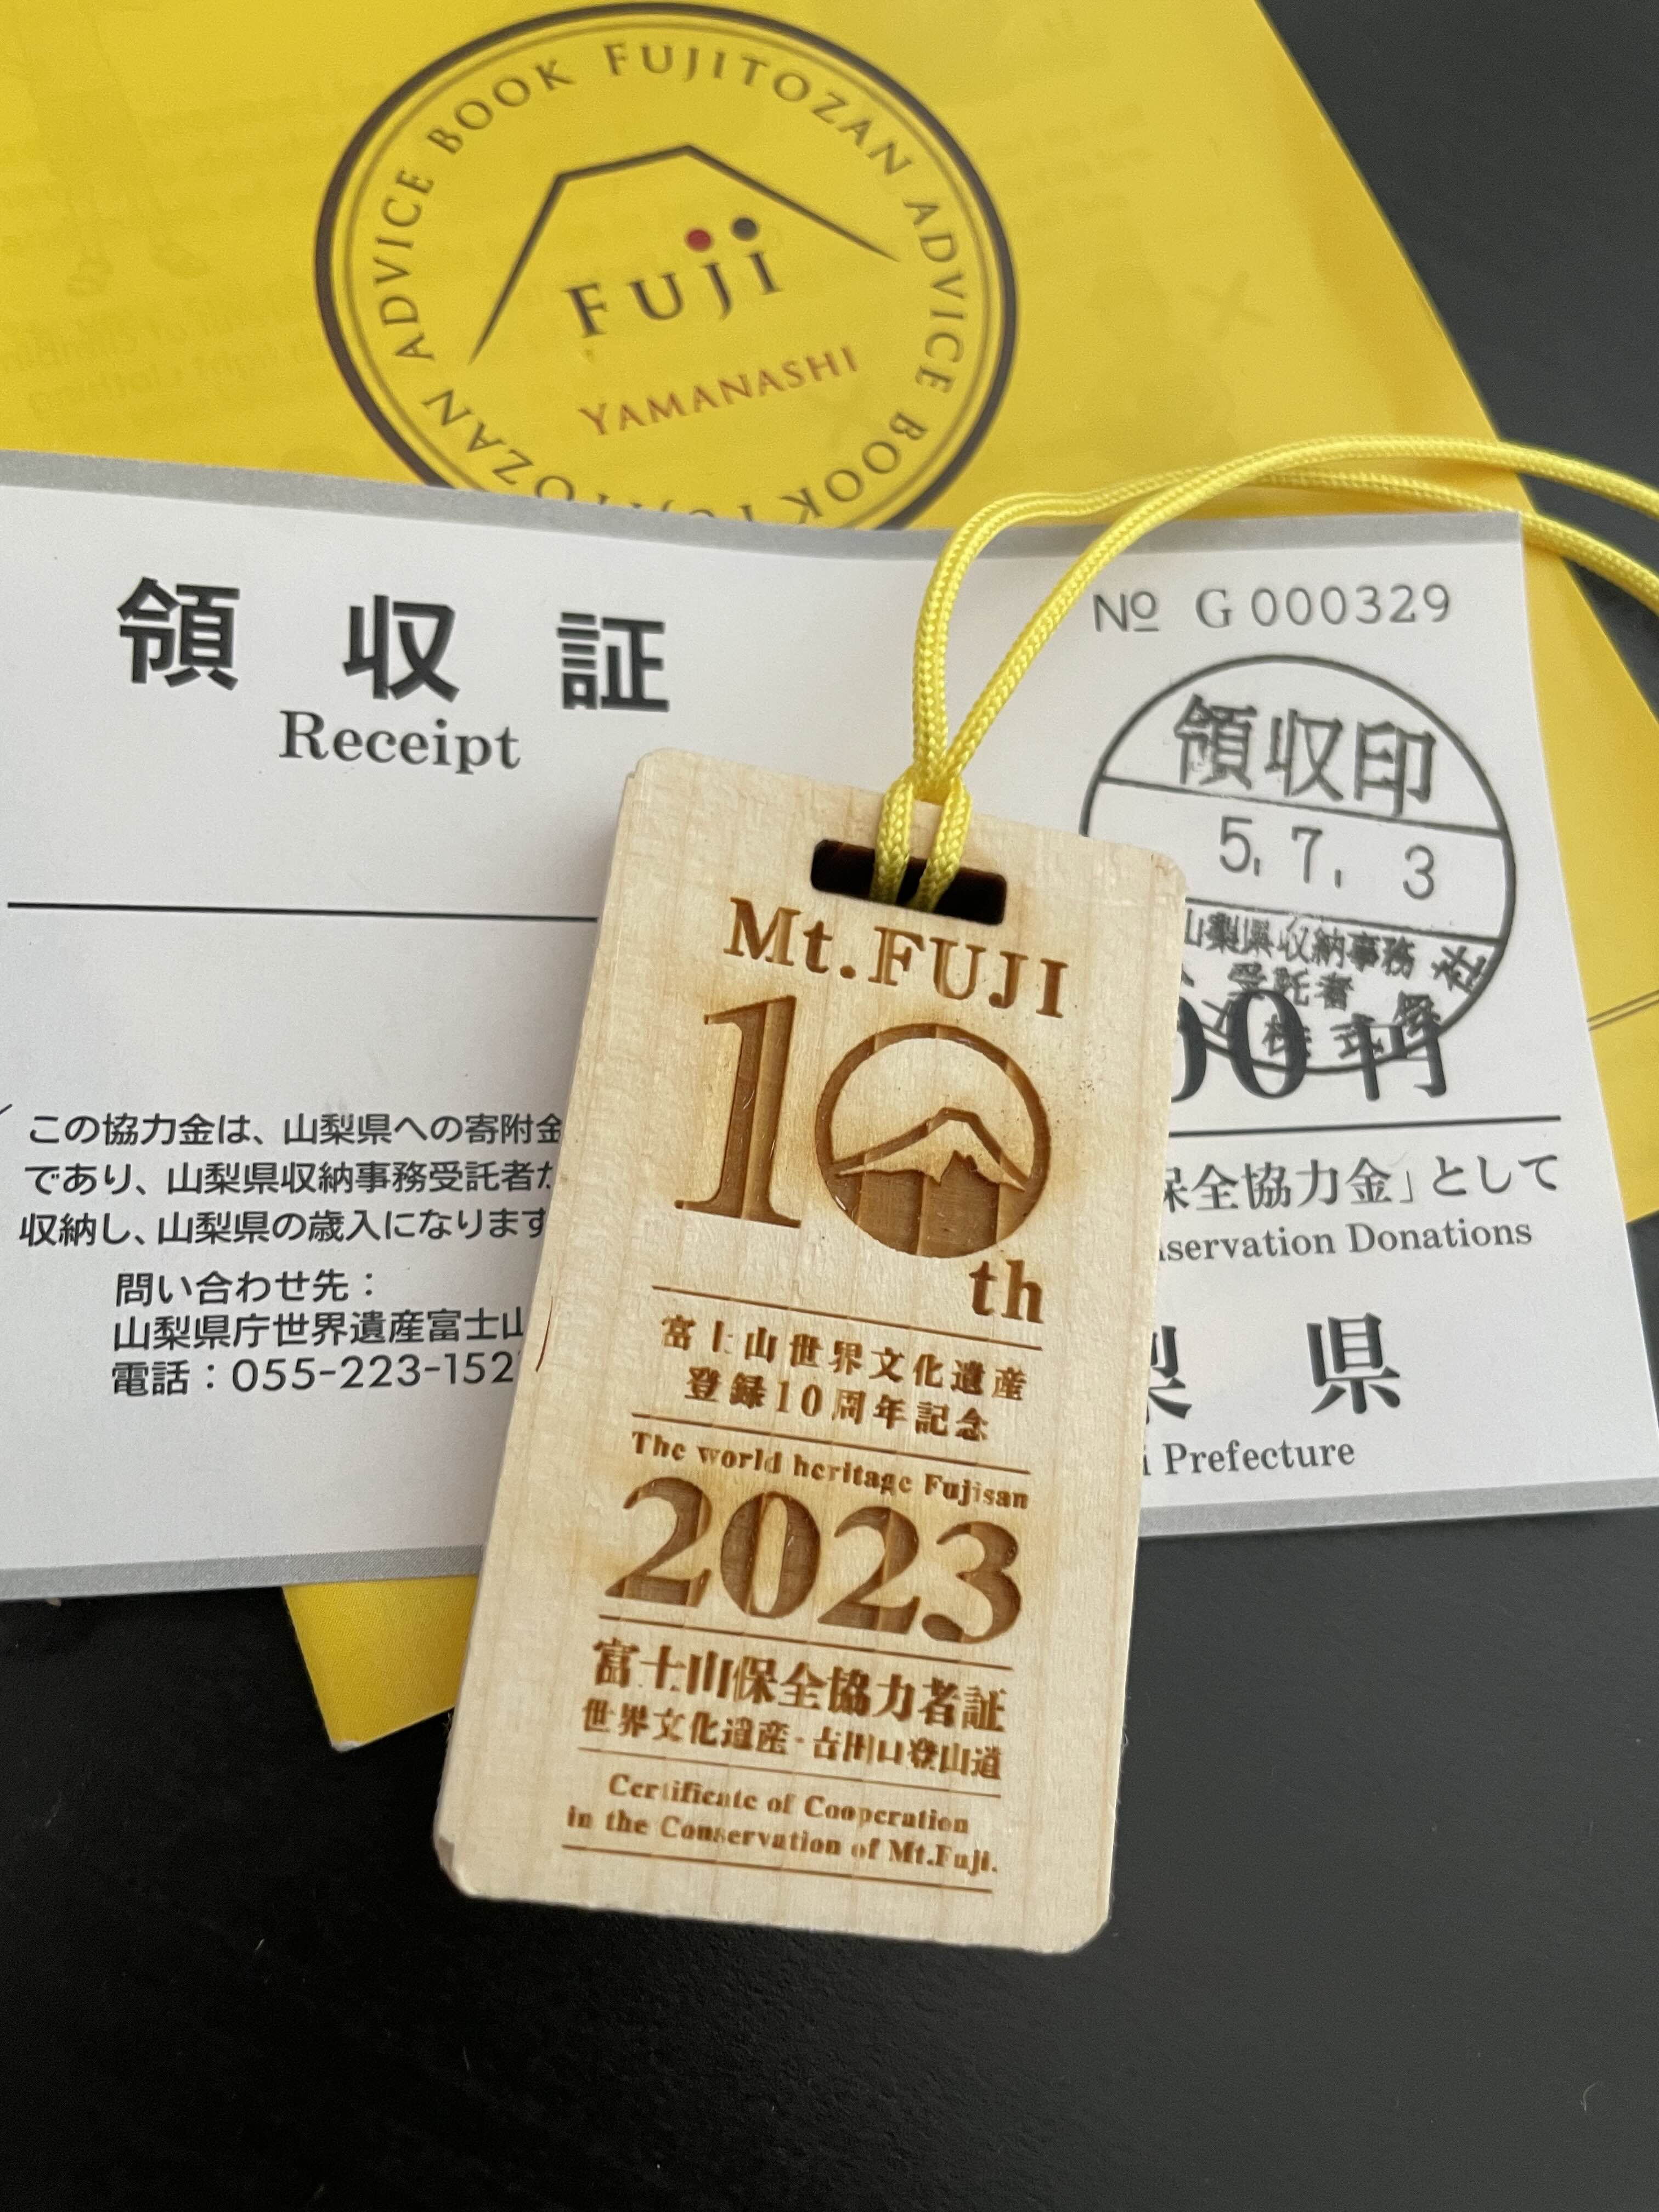 FUJITOZAN ADVICE BOOK FUJITOZAN ADVICE BOOK
FUJI
YAMANASHI
領収証
Receipt
№ G000329
領収印
5.7.3
山梨県収納事務
受託者
00円
この協力金は、山梨県への寄附金
であり、山梨県収納事務受託者
収納し、山梨県の歳入になります
問い合わせ先：
山梨県庁世界遺産富士山
電話：055-223-152
保全協力金」として
servation Donations
梨県
i Prefecture
Mt.FUJI
10th
富士山世界文化遺産
登録10周年記念
The world heritage Fujisan
2023
富士山保全協力者証
世界文化遺産・吉田口登山道
Certificate of Cooperation
in the Conservation of Mt.Fuji.